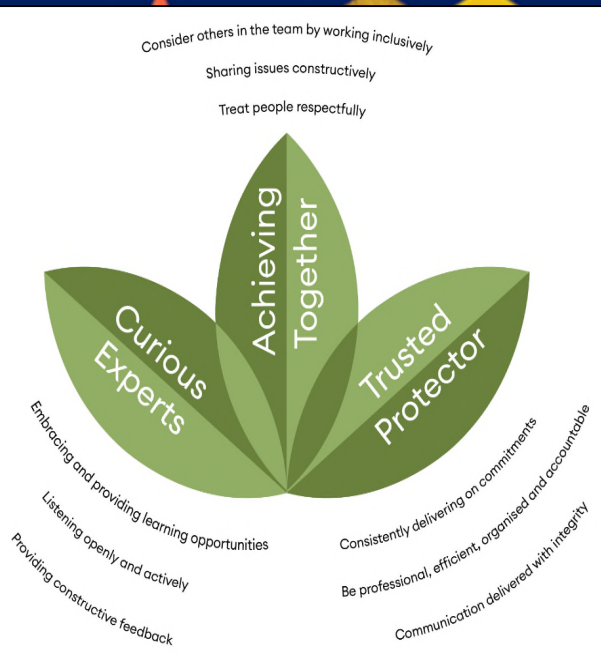 Consider others in the team by working inclusively
Sharing issues constructively
Treat people respectfully
Achieving
Together
Curious
Experts
Trusted
Protector
Embracing and providing learning opportunities
Listening openly and actively
Providing constructive feedback
Consistently delivering on commitments
Be professional, efficient, organised and accountable
Communication delivered with integrity